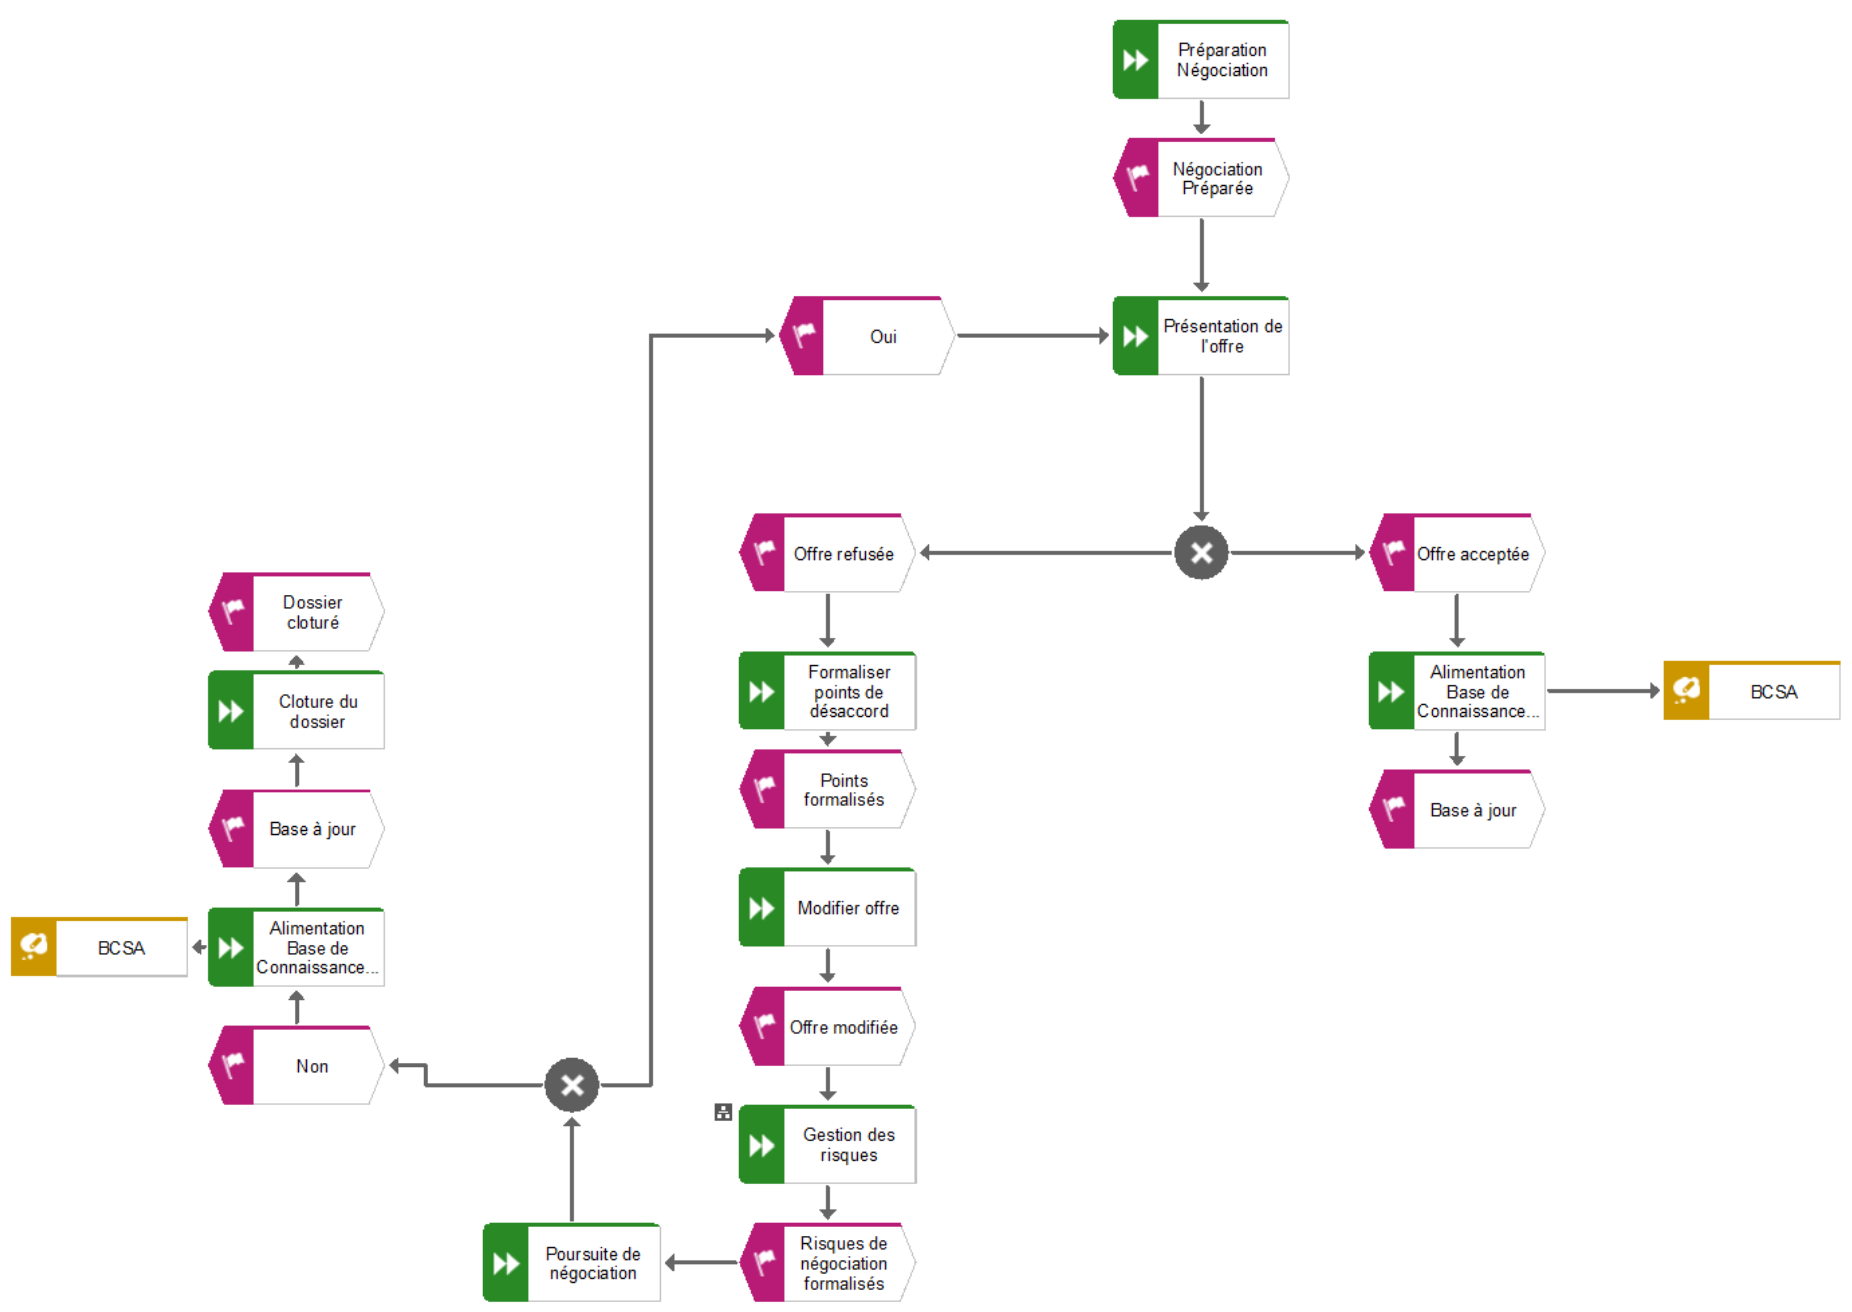 Préparation
Négociation
Négociation
Préparée
Oui
Présentation de
l'offre
Offre refusée
Offre acceptée
Dossier
cloturé
Formaliser
points de
désaccord
Alimentation
Base de
Connaissance...
BCSA
Cloture du
dossier
Points
formalisés
Base à jour
Base à jour
Modifier offre
BCSA
Alimentation
Base de
Connaissance...
Offre modifiée
Non
Gestion des
risques
Poursuite de
négociation
Risques de
négociation
formalisés